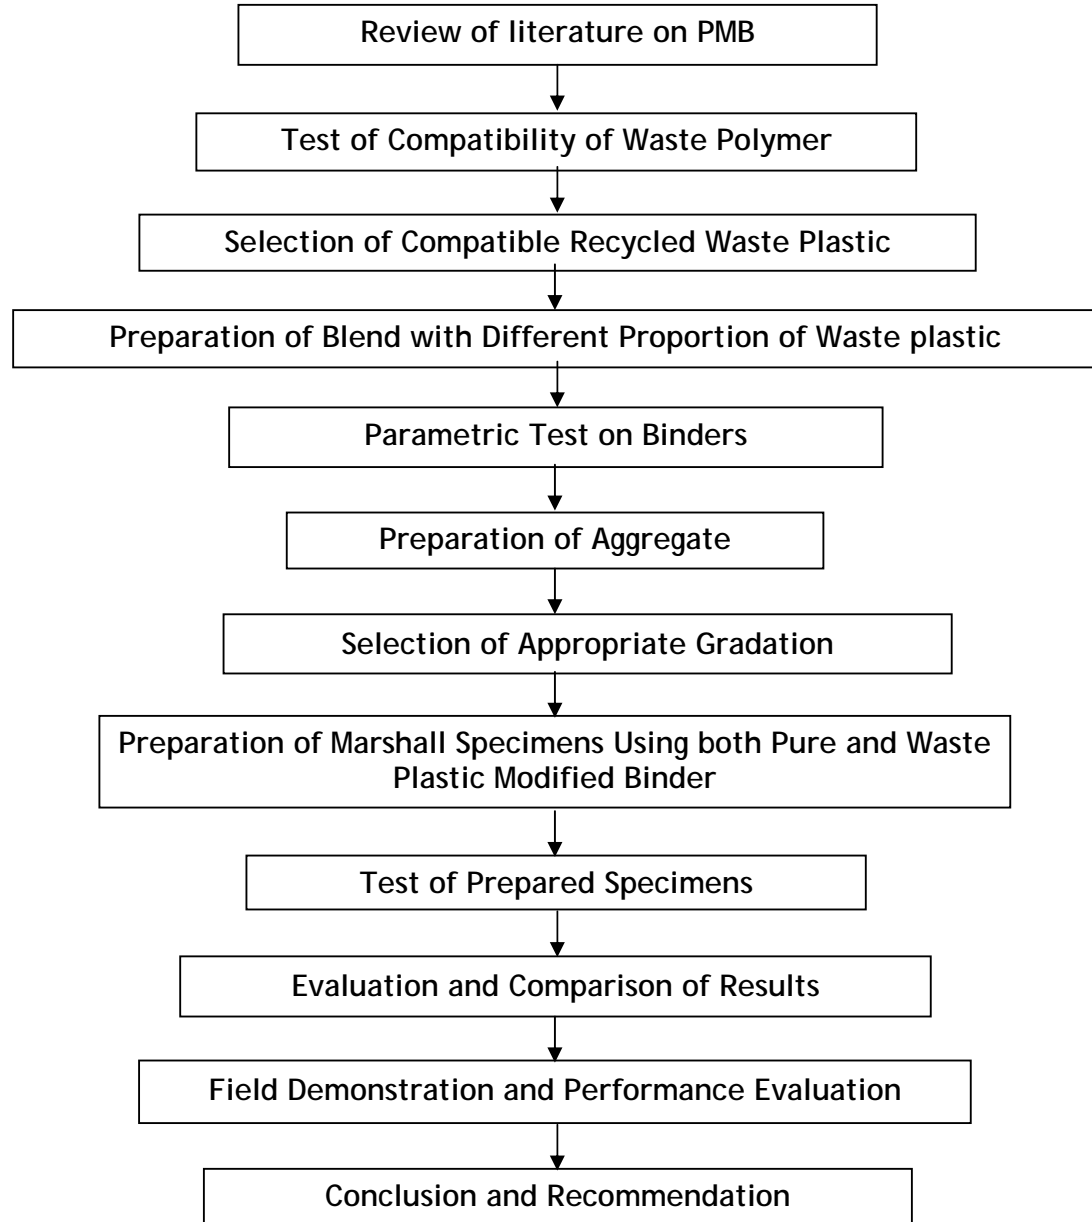 Review of literature on PMB
Test of Compatibility of Waste Polymer
Selection of Compatible Recycled Waste Plastic
Preparation of Blend with Different Proportion of Waste plastic
Parametric Test on Binders
Preparation of Aggregate
Selection of Appropriate Gradation
Preparation of Marshall Specimens Using both Pure and Waste
Plastic Modified Binder
Test of Prepared Specimens
Evaluation and Comparison of Results
Field Demonstration and Performance Evaluation
Conclusion and Recommendation